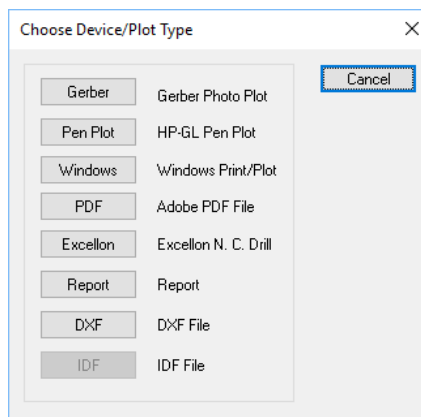 Choose Device/Plot Type
Cancel
Gerber Gerber Photo Plot
Pen Plot HP-GL Pen Plot
Windows Windows Print/Plot
PDF Adobe PDF File
Excellon Excellon N. C. Drill
Report Report
DXF DXF File
IDF IDF File